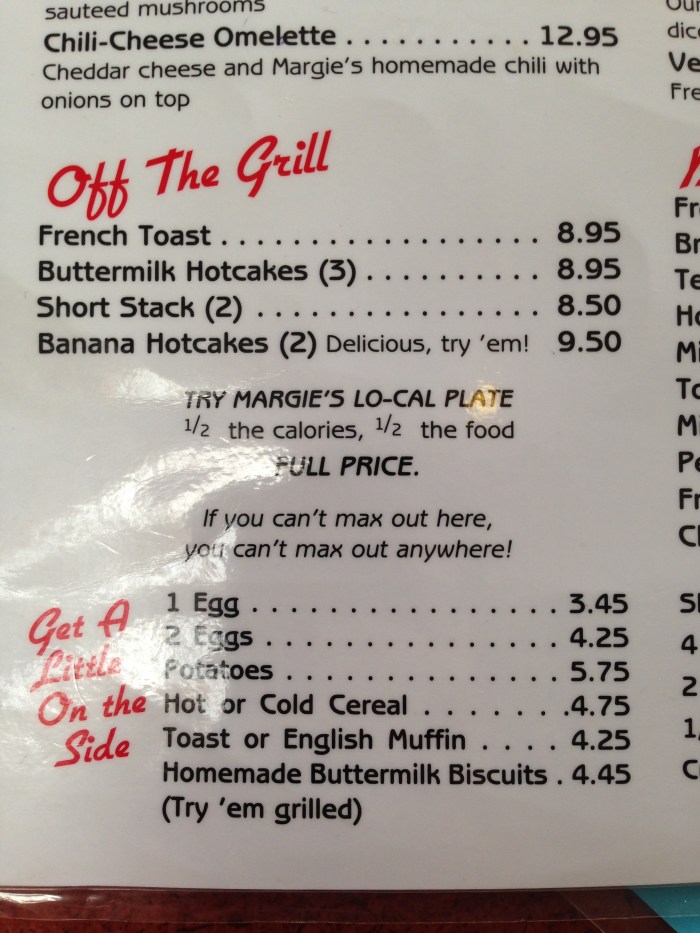 sauteed mushrooms
Chili-Cheese Omelette . . . . . . . . . . . . 12.95
Cheddar cheese and Margie's homemade chili with
onions on top
Off The Grill
French Toast . . . . . . . . . . . . . . . . . . . 8.95
Buttermilk Hotcakes (3) . . . . . . . . . . 8.95
Short Stack (2) . . . . . . . . . . . . . . . . . 8.50
Banana Hotcakes (2) Delicious, try 'em! 9.50
TRY MARGIE'S LO-CAL PLATE
1/2 the calories, 1/2 the food
FULL PRICE.
If you can't max out here,
you can't max out anywhere!
Get A
Little
On the
Side
1 Egg . . . . . . . . . . . . . . . . . 3.45
2 Eggs . . . . . . . . . . . . . . . . 4.25
Potatoes . . . . . . . . . . . . . . . 5.75
Hot or Cold Cereal . . . . . . .4.75
Toast or English Muffin . . . . 4.25
Homemade Buttermilk Biscuits . 4.45
(Try 'em grilled)
4
2